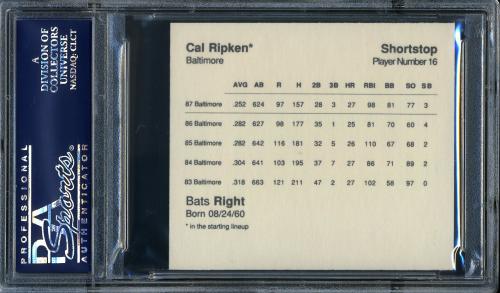 A
DIVISION OF
COLLECTORS
UNIVERSE
NASDAQ: CLCT
PROFESSIONAL
PSA
Sports®
AUTHENTICATOR
Cal Ripken* Shortstop
Baltimore Player Number 16
AVG AB R H 2B 3B HR RBI BB SO SB
87 Baltimore .252 624 97 157 28 3 27 98 81 77 3
86 Baltimore .282 627 98 177 35 1 25 81 70 60 4
85 Baltimore .282 642 116 181 32 5 26 110 67 68 2
84 Baltimore .304 641 103 195 37 7 27 86 71 89 2
83 Baltimore .318 663 121 211 47 2 27 102 58 97 0
Bats Right
Born 08/24/60
* in the starting lineup